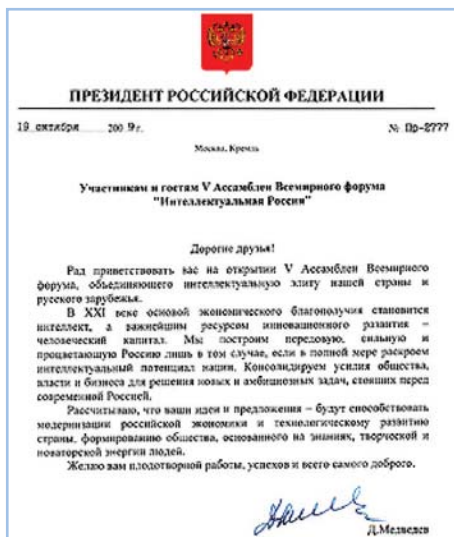 ПРЕЗИДЕНТ РОССИЙСКОЙ ФЕДЕРАЦИИ
19 октября 2009 г. № Пр-2777
Москва, Кремль
Участникам и гостям V Ассамблеи Всемирного форума
"Интеллектуальная Россия"
Дорогие друзья!
Рад приветствовать вас на открытии V Ассамблеи Всемирного
форума, объединяющего интеллектуальную элиту нашей страны и
русского зарубежья.
В XXI веке основой экономического благополучия становится
интеллект, а важнейшим ресурсом инновационного развития –
человеческий капитал. Мы построим передовую, сильную и
процветающую Россию лишь в том случае, если в полной мере раскроем
интеллектуальный потенциал нации. Консолидируем усилия общества,
власти и бизнеса для решения новых и амбициозных задач, стоящих перед
современной Россией.
Рассчитываю, что ваши идеи и предложения – будут способствовать
модернизации российской экономики и технологическому развитию
страны, формированию общества, основанного на знаниях, творческой и
новаторской энергии людей.
Желаю вам плодотворной работы, успехов и всего самого доброго.
Д.Медведев